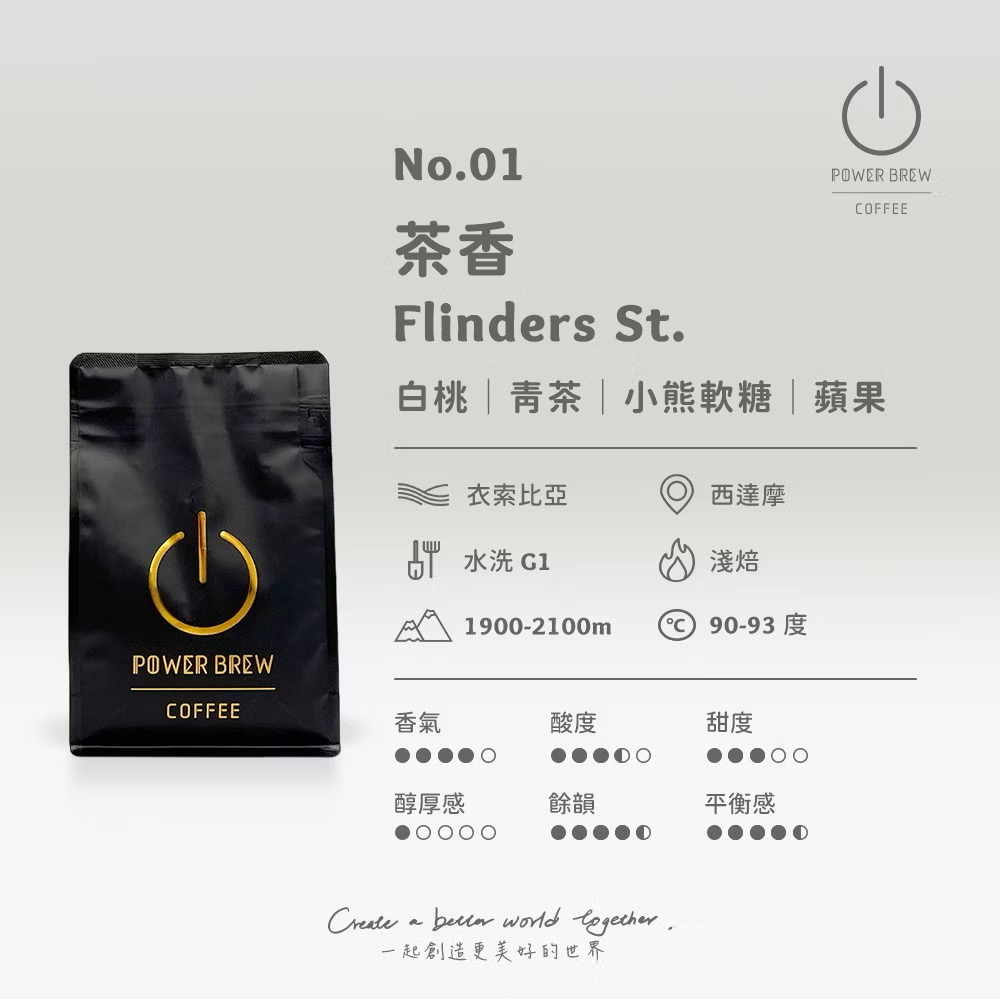 POWER BREW
COFFEE
No.01
茶香
Flinders St.
白桃｜青茶｜小熊軟糖｜蘋果
衣索比亞
西達摩
水洗 G1
淺焙
1900-2100m
℃
90-93 度
POWER BREW
COFFEE
香氣
酸度
甜度
醇厚感
餘韻
平衡感
Create a better world together.
一起創造更美好的世界